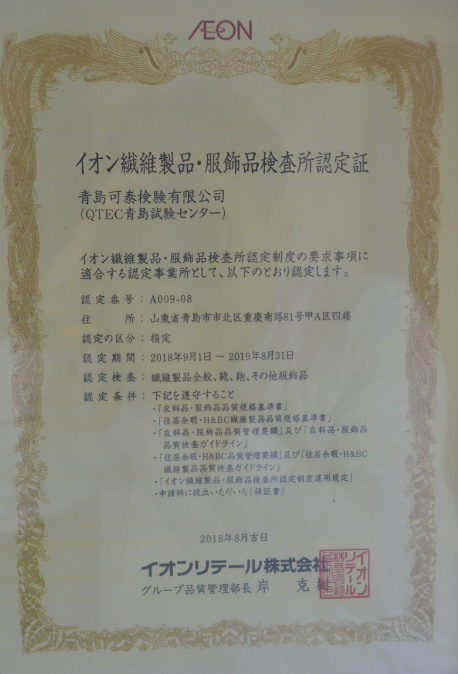 ÆON
イオン繊維製品・服飾品検査所認定証
青島可泰検験有限公司
(QTEC青島試験センター)
イオン繊維製品・服飾品検査所認定制度の要求事項に
適合する認定事業所として、以下のとおり認定します。
認定番号：A009-08
住　　所：山東省青島市市北区重慶南路81号甲A区四楼
認定の区分：指定
認定期間：2018年9月1日 ～ 2019年8月31日
認定検査：繊維製品全般、靴、鞄、その他服飾品
認定条件：下記を遵守すること
・「衣料品・服飾品品質規格基準書」
・「住居余暇・H&BC繊維製品品質規格基準書」
・「衣料品・服飾品品質管理要綱」及び「衣料品・服飾品
品質検査ガイドライン」
・「住居余暇・H&BC品質管理要綱」及び「住居余暇・H&BC
繊維製品品質検査ガイドライン」
・「イオン繊維製品・服飾品検査所認定制度運用規定」
・申請時に提出いただいた「保証書」
2018年8月吉日
イオンリテール株式会社
グループ品質管理部長 岸 克
イオン
リテール